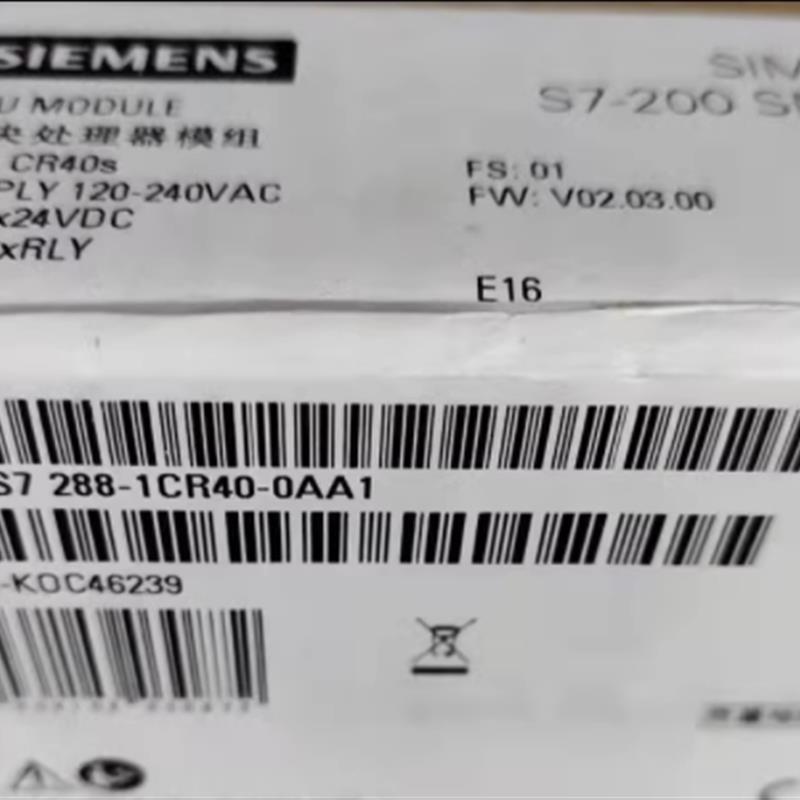 SIEMENS
SIM
S7-200 S
U MODULE
处理器模组
CR40s
FS: 01
PLY 120-240VAC
FW: V02.03.00
x24VDC
xRLY
E16
S7 288-1CR40-0AA1
-KOC46239